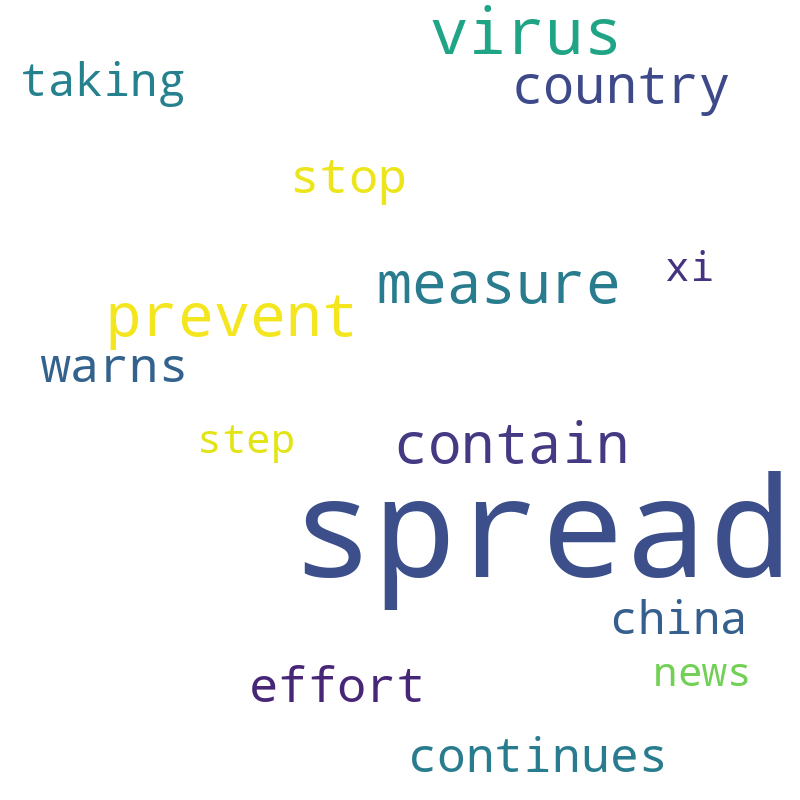 virus
taking
country
stop
xi
measure
prevent
warns
step
contain
spread
china
news
effort
continues